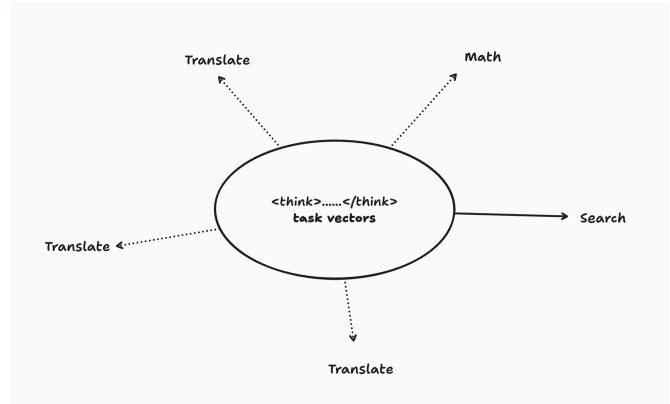 Translate
Math
<think>......</think>
task vectors
Search
Translate
Translate